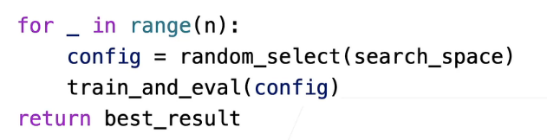 for _ in range(n):
    config = random_select(search_space)
    train_and_eval(config)
return best_result